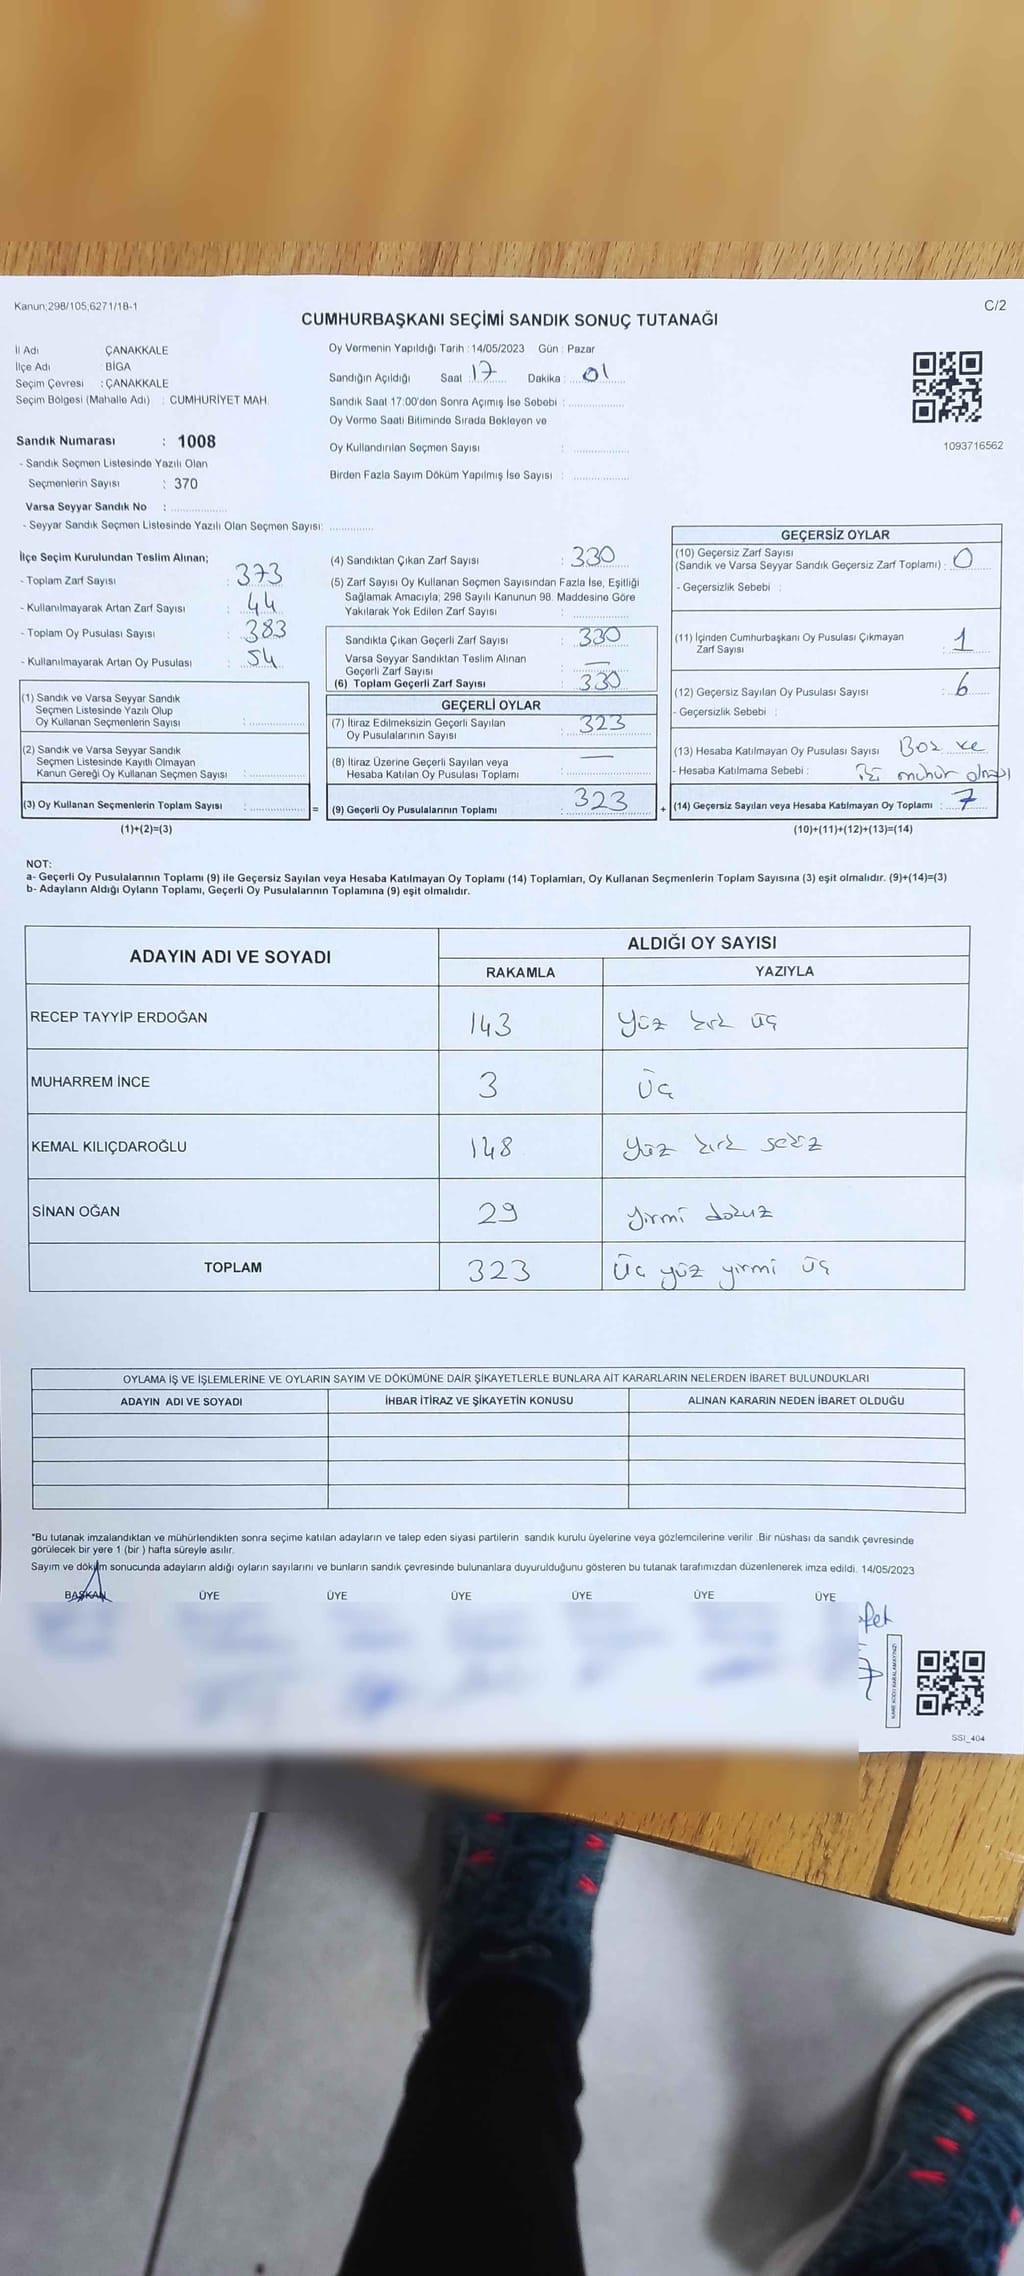 Kanun;298/105;6271/18-1
C/2
CUMHURBAŞKANI SEÇİMİ SANDIK SONUÇ TUTANAĞI
İl Adı ÇANAKKALE
İlçe Adı : BİGA
Seçim Çevresi : ÇANAKKALE
Seçim Bölgesi (Mahalle Adı) : CUMHURİYET MAH.
Sandık Numarası : 1008
- Sandık Seçmen Listesinde Yazılı Olan
Seçmenlerin Sayısı : 370
Varsa Seyyar Sandık No :
- Seyyar Sandık Seçmen Listesinde Yazılı Olan Seçmen Sayısı:
Oy Vermenin Yapıldığı Tarih : 14/05/2023 Gün : Pazar
Sandığın Açıldığı Saat : 17 Dakika : 01
Sandık Saat 17:00'den Sonra Açımış İse Sebebi :
Oy Verme Saati Bitiminde Sırada Bekleyen ve
Oy Kullandırılan Seçmen Sayısı :
Birden Fazla Sayım Döküm Yapılmış İse Sayısı :
1093716562
İlçe Seçim Kurulundan Teslim Alınan;
- Toplam Zarf Sayısı : 373
- Kullanılmayarak Artan Zarf Sayısı : 44
- Toplam Oy Pusulası Sayısı : 383
- Kullanılmayarak Artan Oy Pusulası : 54
(1) Sandık ve Varsa Seyyar Sandık
Seçmen Listesinde Yazılı Olup
Oy Kullanan Seçmenlerin Sayısı :
(2) Sandık ve Varsa Seyyar Sandık
Seçmen Listesinde Kayıtlı Olmayan
Kanun Gereği Oy Kullanan Seçmen Sayısı :
(3) Oy Kullanan Seçmenlerin Toplam Sayısı : =
(1)+(2)=(3)
(4) Sandıktan Çıkan Zarf Sayısı : 330
(5) Zarf Sayısı Oy Kullanan Seçmen Sayısından Fazla İse, Eşitliği
Sağlamak Amacıyla; 298 Sayılı Kanunun 98. Maddesine Göre
Yakılarak Yok Edilen Zarf Sayısı :
Sandıkta Çıkan Geçerli Zarf Sayısı : 330
Varsa Seyyar Sandıktan Teslim Alınan
Geçerli Zarf Sayısı : —
(6) Toplam Geçerli Zarf Sayısı : 330
GEÇERLİ OYLAR
(7) İtiraz Edilmeksizin Geçerli Sayılan
Oy Pusulalarının Sayısı : 323
(8) İtiraz Üzerine Geçerli Sayılan veya
Hesaba Katılan Oy Pusulası Toplamı : —
(9) Geçerli Oy Pusulalarının Toplamı : 323 +
GEÇERSİZ OYLAR
(10) Geçersiz Zarf Sayısı
(Sandık ve Varsa Seyyar Sandık Geçersiz Zarf Toplamı) : 0
- Geçersizlik Sebebi :
(11) İçinden Cumhurbaşkanı Oy Pusulası Çıkmayan
Zarf Sayısı : 1
(12) Geçersiz Sayılan Oy Pusulası Sayısı : 6
- Geçersizlik Sebebi :
(13) Hesaba Katılmayan Oy Pusulası Sayısı Boş ve
- Hesaba Katılmama Sebebi : iki mühür olması
(14) Geçersiz Sayılan veya Hesaba Katılmayan Oy Toplamı : 7
(10)+(11)+(12)+(13)=(14)
NOT:
a- Geçerli Oy Pusulalarının Toplamı (9) ile Geçersiz Sayılan veya Hesaba Katılmayan Oy Toplamı (14) Toplamları, Oy Kullanan Seçmenlerin Toplam Sayısına (3) eşit olmalıdır. (9)+(14)=(3)
b- Adayların Aldığı Oyların Toplamı, Geçerli Oy Pusulalarının Toplamına (9) eşit olmalıdır.
ADAYIN ADI VE SOYADI ALDIĞI OY SAYISI
RAKAMLA YAZIYLA
RECEP TAYYİP ERDOĞAN 143 yüz kırk üç
MUHARREM İNCE 3 üç
KEMAL KILIÇDAROĞLU 148 yüz kırk sekiz
SİNAN OĞAN 29 yirmi dokuz
TOPLAM 323 Üç yüz yirmi üç
OYLAMA İŞ VE İŞLEMLERİNE VE OYLARIN SAYIM VE DÖKÜMÜNE DAİR ŞİKAYETLERLE BUNLARA AİT KARARLARIN NELERDEN İBARET BULUNDUKLARI
ADAYIN ADI VE SOYADI İHBAR İTİRAZ VE ŞİKAYETİN KONUSU ALINAN KARARIN NEDEN İBARET OLDUĞU
*Bu tutanak imzalandıktan ve mühürlendikten sonra seçime katılan adayların ve talep eden siyasi partilerin sandık kurulu üyelerine veya gözlemcilerine verilir. Bir nüshası da sandık çevresinde
görülecek bir yere 1 (bir ) hafta süreyle asılır.
Sayım ve döküm sonucunda adayların aldığı oyların sayılarını ve bunların sandık çevresinde bulunanlara duyurulduğunu gösteren bu tutanak tarafımızdan düzenlenerek imza edildi. 14/05/2023
BAŞKAN ÜYE ÜYE ÜYE ÜYE ÜYE ÜYE
KARE KODU KARALAMAYINIZ!
SSI_404